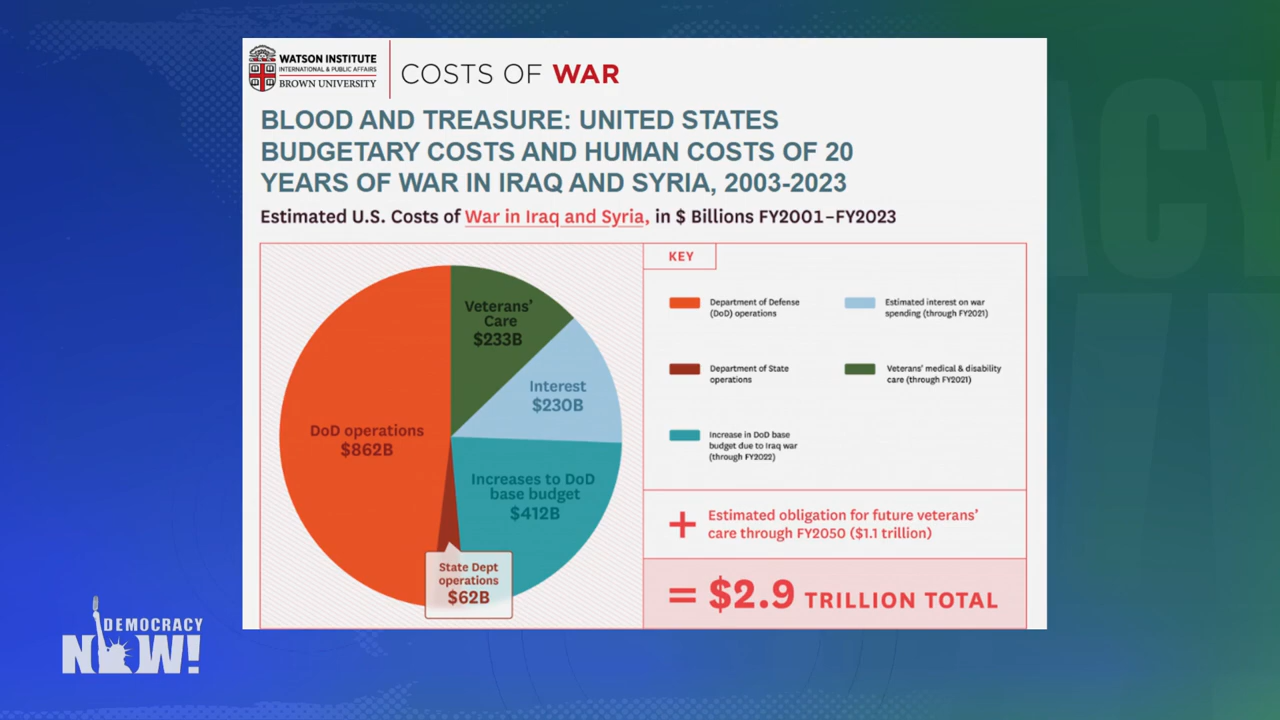 WATSON INSTITUTE
INTERNATIONAL & PUBLIC AFFAIRS
BROWN UNIVERSITY
COSTS OF WAR
BLOOD AND TREASURE: UNITED STATES
BUDGETARY COSTS AND HUMAN COSTS OF 20
YEARS OF WAR IN IRAQ AND SYRIA, 2003-2023
Estimated U.S. Costs of War in Iraq and Syria, in $ Billions FY2001–FY2023
Veterans'
Care
$233B
Interest
$230B
DoD operations
$862B
Increases to DoD
base budget
$412B
State Dept
operations
$62B
KEY
Department of Defense
(DoD) operations
Estimated interest on war
spending (through FY2021)
Department of State
operations
Veterans' medical & disability
care (through FY2021)
Increase in DoD base
budget due to Iraq war
(through FY2022)
+ Estimated obligation for future veterans'
care through FY2050 ($1.1 trillion)
= $2.9 TRILLION TOTAL
DEMOCRACY
NOW!